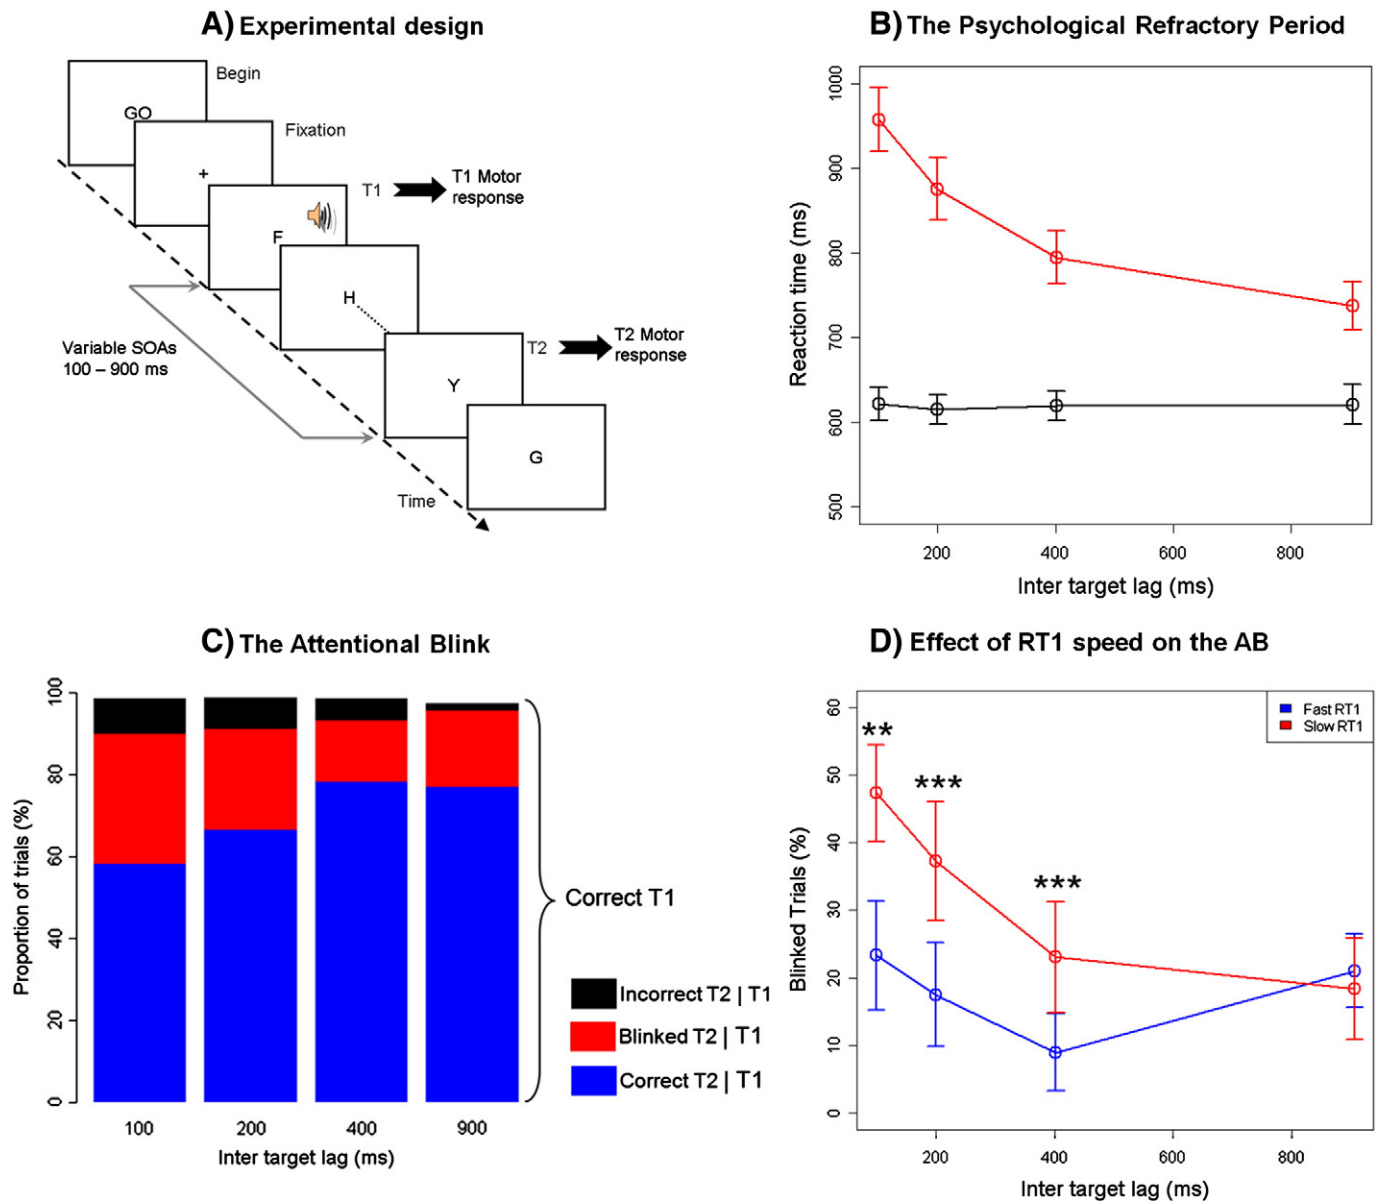 A) Experimental design
GO
Begin
+
Fixation
F
T1
T1 Motor
response
H
Variable SOAs
100 – 900 ms
Y
T2
T2 Motor
response
G
Time
B) The Psychological Refractory Period
Reaction time (ms)
1000
900
800
700
600
500
200 400 600 800
Inter target lag (ms)
C) The Attentional Blink
Proportion of trials (%)
100
80
60
40
20
0
100 200 400 900
Inter target lag (ms)
Correct T1
Incorrect T2 | T1
Blinked T2 | T1
Correct T2 | T1
D) Effect of RT1 speed on the AB
Fast RT1
Slow RT1
Blinked Trials (%)
60
50
40
30
20
10
0
**
***
***
200 400 600 800
Inter target lag (ms)